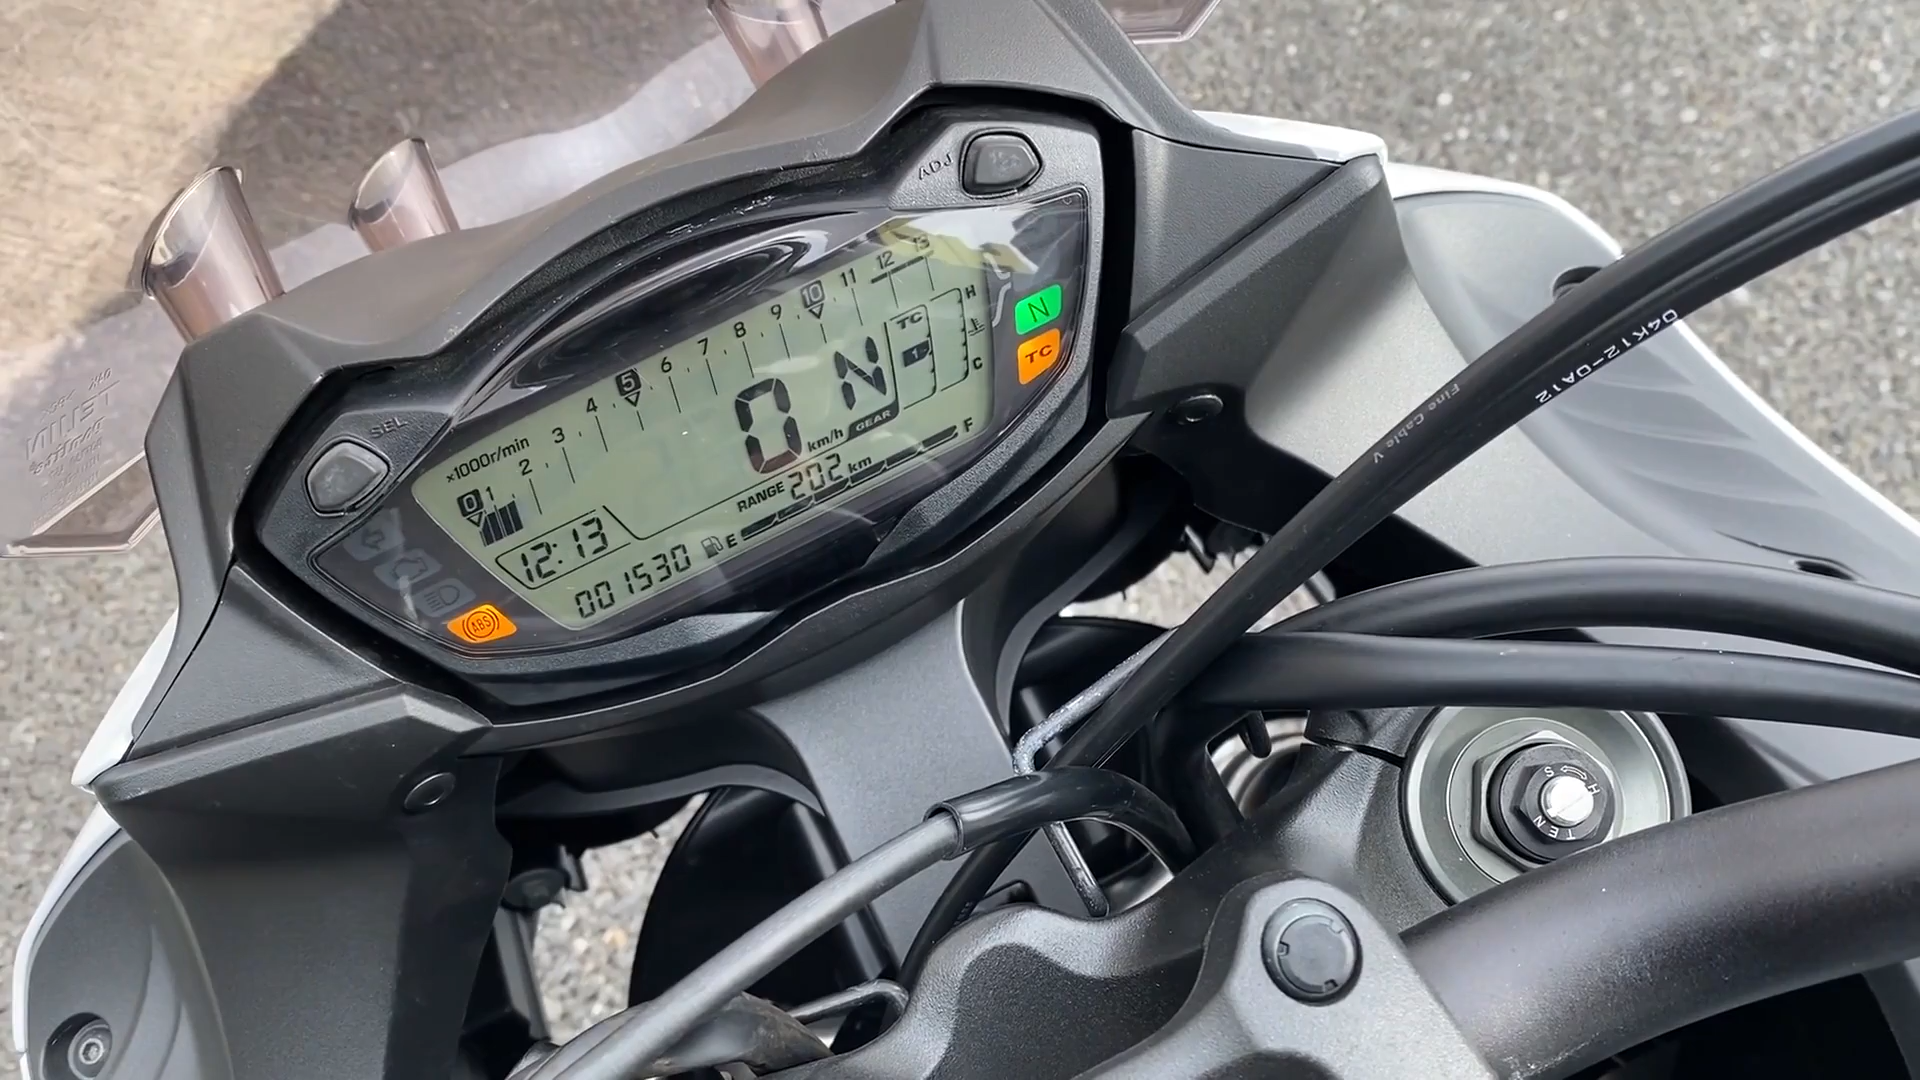 ADJ
SEL
×1000r/min
0 1 2 3 4 5 6 7 8 9 10 11 12 13
0 km/h
N
GEAR
TC
1
H
C
N
TC
RANGE 202 km
E F
12:13
001530
ABS
04K12-0A12
Fine Cable V
S H
TEN